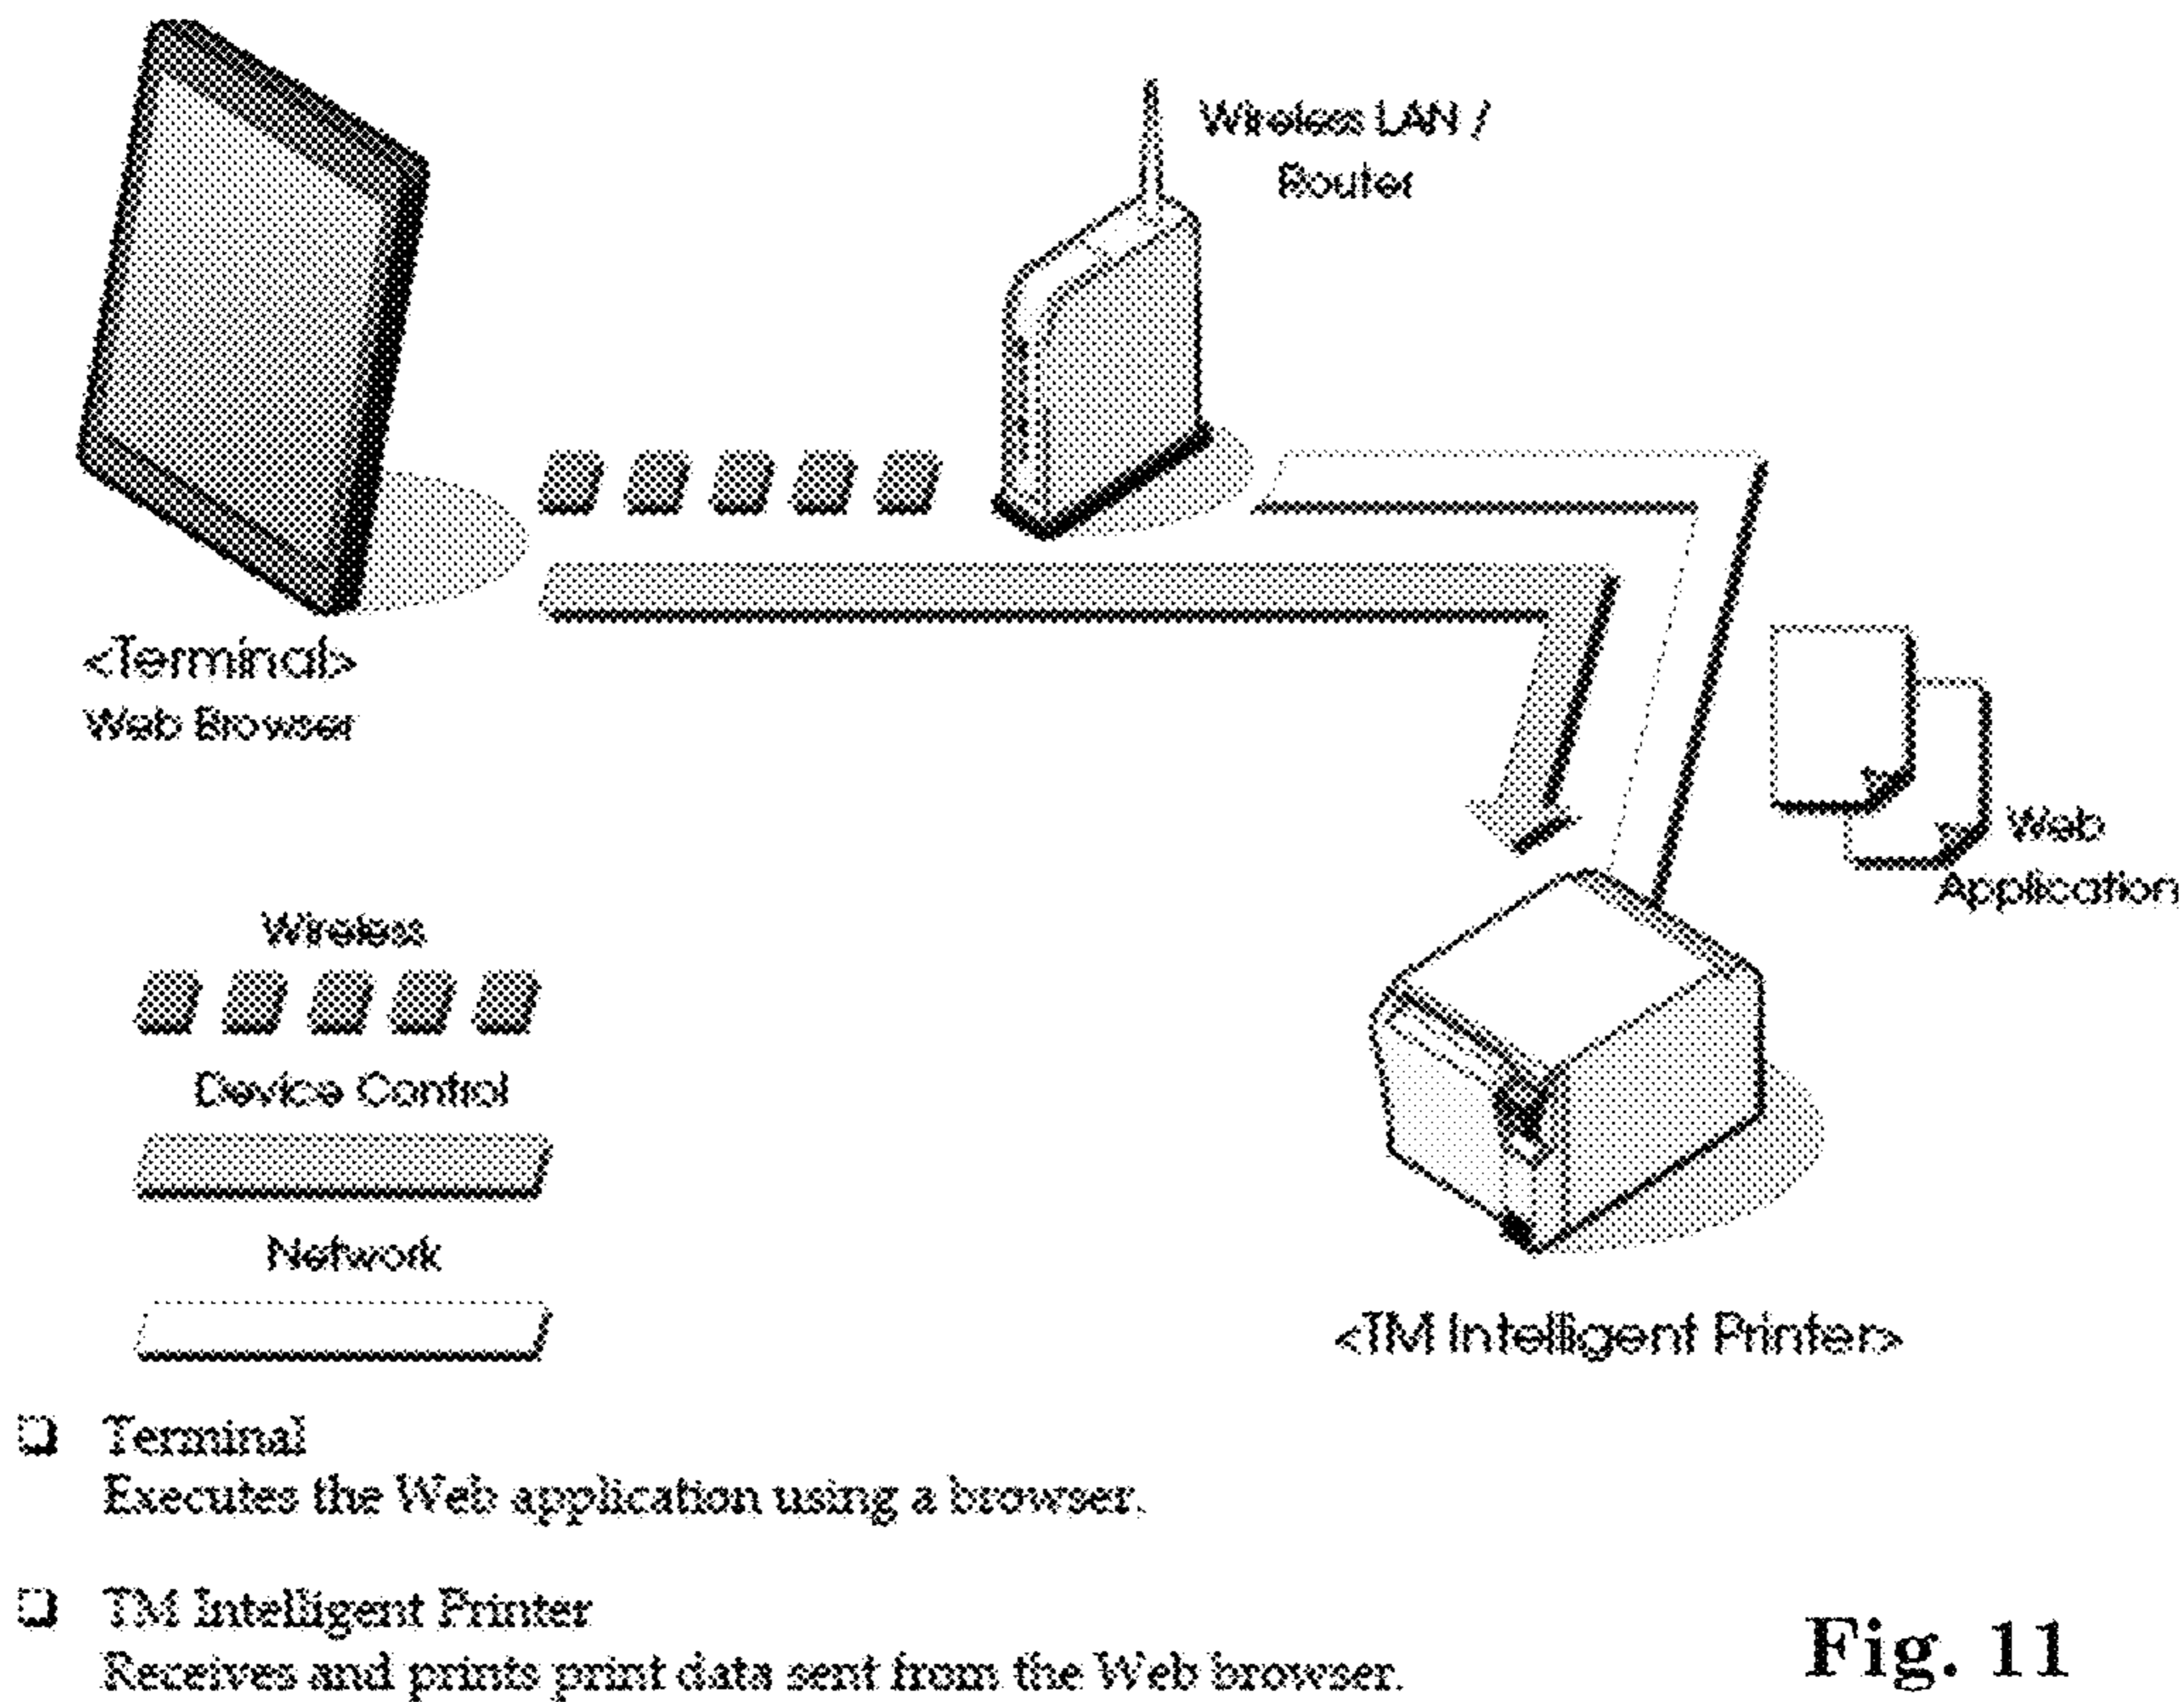 Wireless LAN /
Router
<Terminal>
Web Browser
Web
Application
Wireless
Device Control
Network
<TM Intelligent Printer>
❑ Terminal
Executes the Web application using a browser.
❑ TM Intelligent Printer
Receives and prints print data sent from the Web browser.
Fig. 11